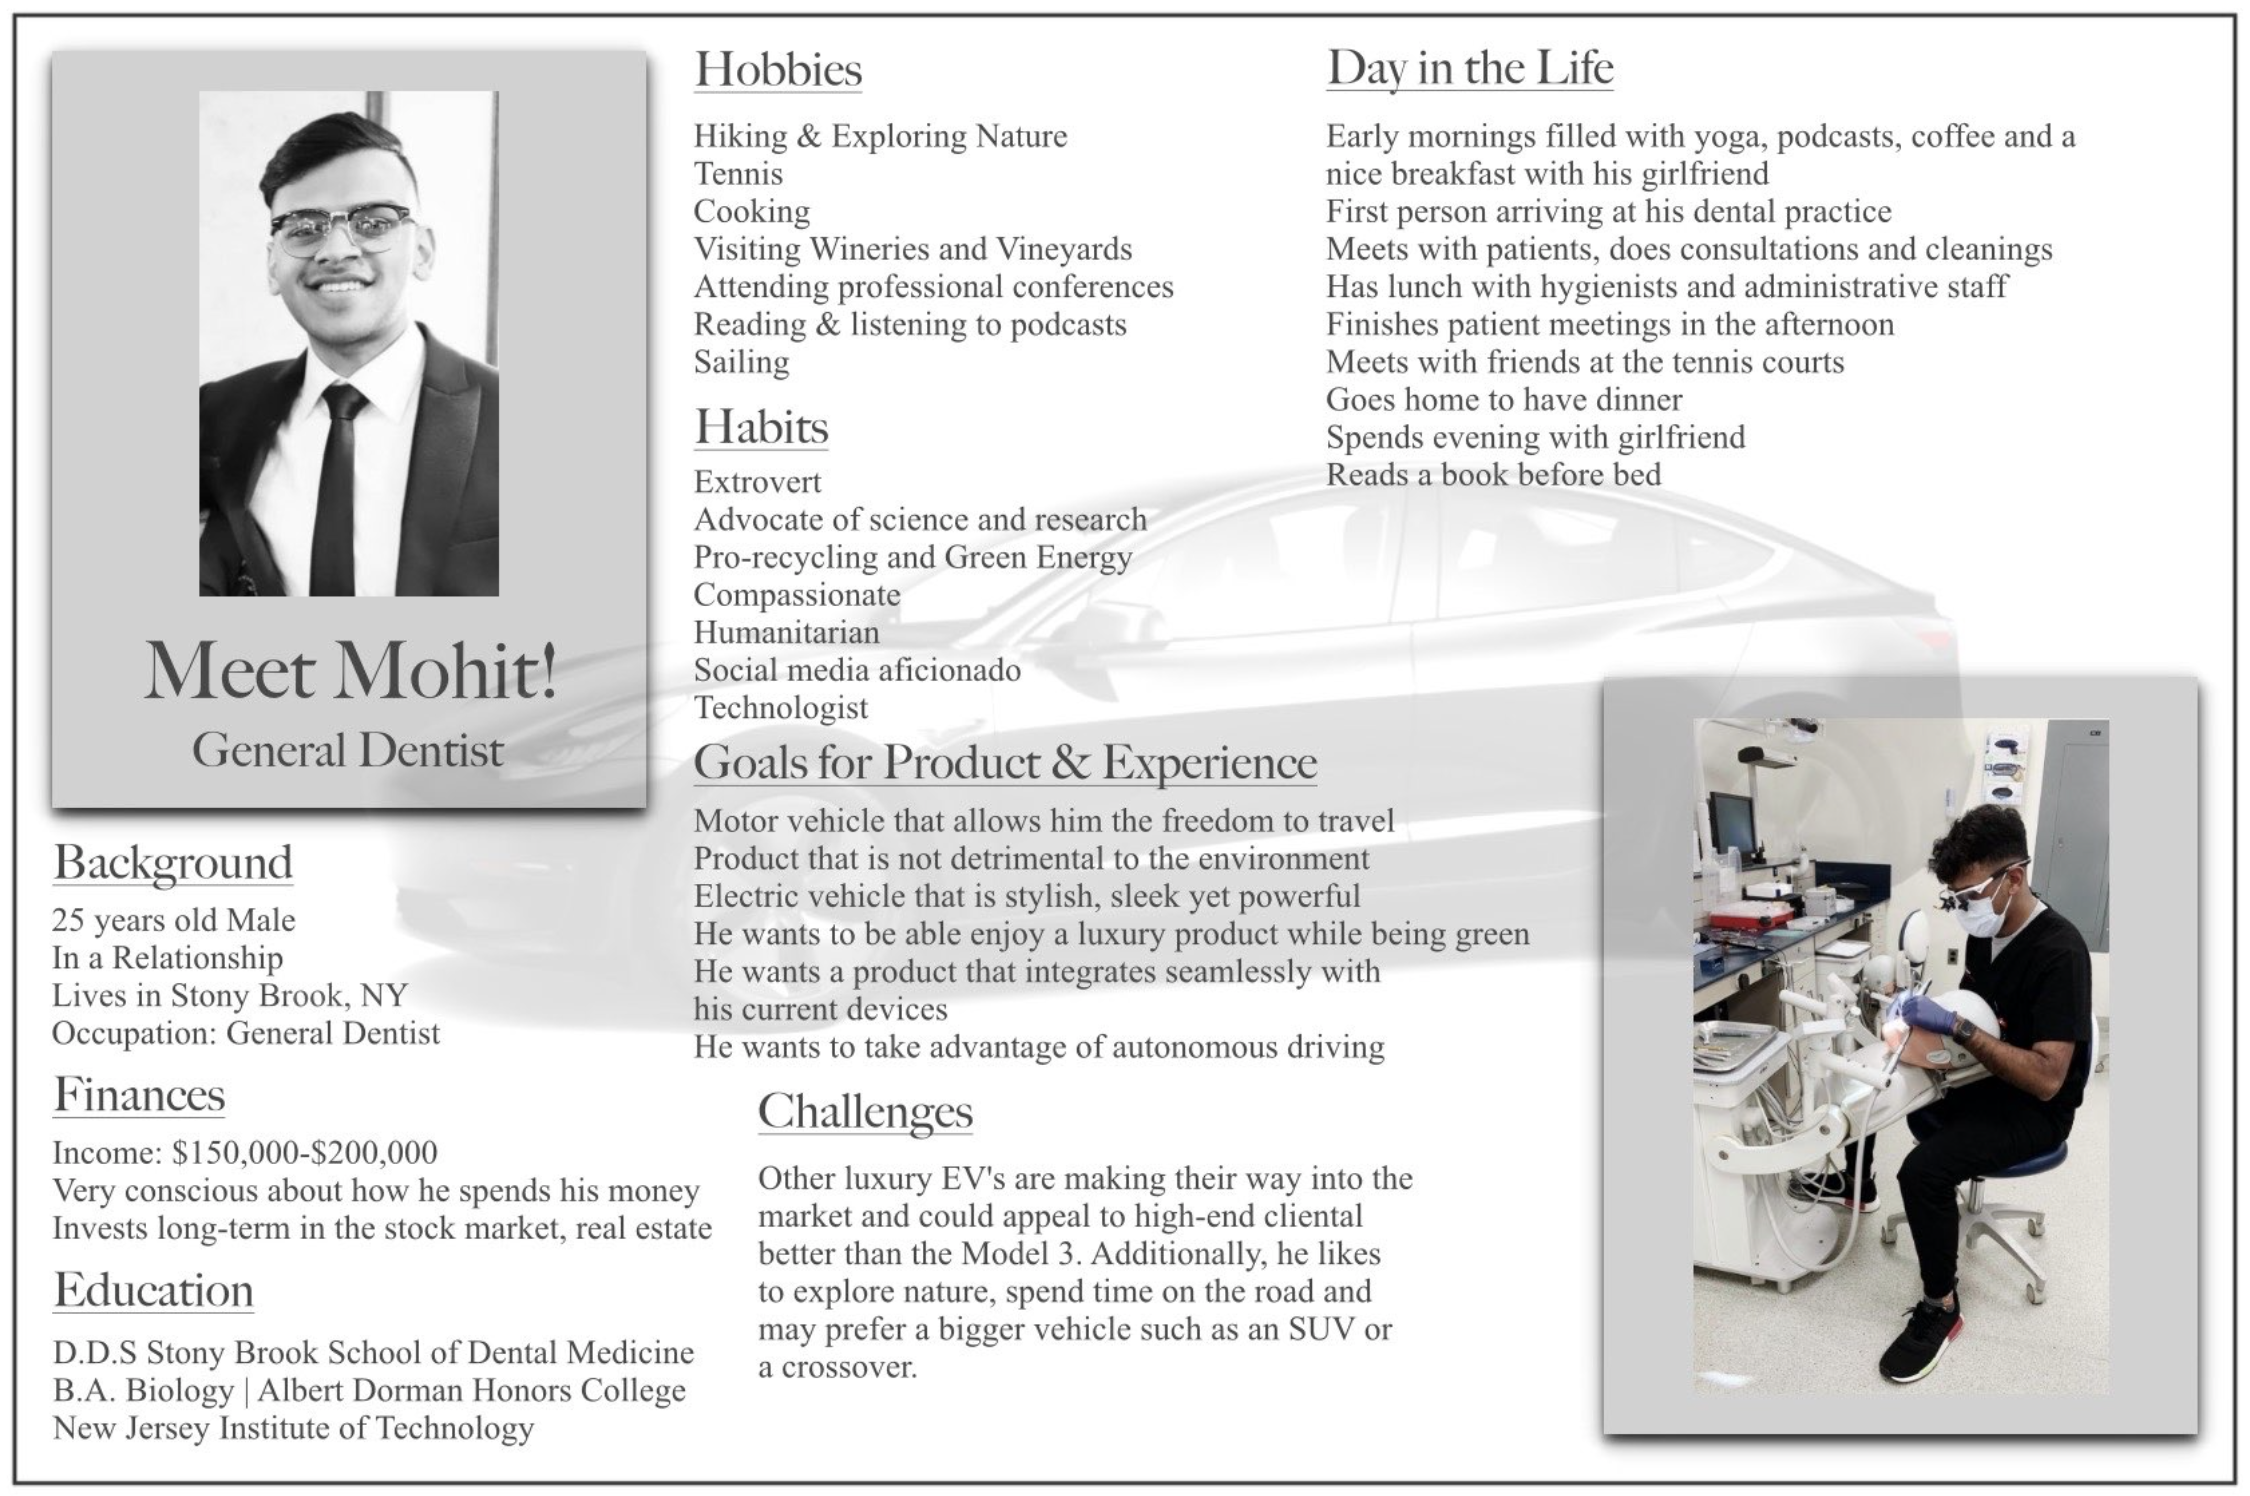 Meet Mohit!
General Dentist
Background
25 years old Male
In a Relationship
Lives in Stony Brook, NY
Occupation: General Dentist
Finances
Income: $150,000-$200,000
Very conscious about how he spends his money
Invests long-term in the stock market, real estate
Education
D.D.S Stony Brook School of Dental Medicine
B.A. Biology | Albert Dorman Honors College
New Jersey Institute of Technology
Hobbies
Hiking & Exploring Nature
Tennis
Cooking
Visiting Wineries and Vineyards
Attending professional conferences
Reading & listening to podcasts
Sailing
Habits
Extrovert
Advocate of science and research
Pro-recycling and Green Energy
Compassionate
Humanitarian
Social media aficionado
Technologist
Goals for Product & Experience
Motor vehicle that allows him the freedom to travel
Product that is not detrimental to the environment
Electric vehicle that is stylish, sleek yet powerful
He wants to be able enjoy a luxury product while being green
He wants a product that integrates seamlessly with
his current devices
He wants to take advantage of autonomous driving
Challenges
Other luxury EV's are making their way into the
market and could appeal to high-end cliental
better than the Model 3. Additionally, he likes
to explore nature, spend time on the road and
may prefer a bigger vehicle such as an SUV or
a crossover.
Day in the Life
Early mornings filled with yoga, podcasts, coffee and a
nice breakfast with his girlfriend
First person arriving at his dental practice
Meets with patients, does consultations and cleanings
Has lunch with hygienists and administrative staff
Finishes patient meetings in the afternoon
Meets with friends at the tennis courts
Goes home to have dinner
Spends evening with girlfriend
Reads a book before bed